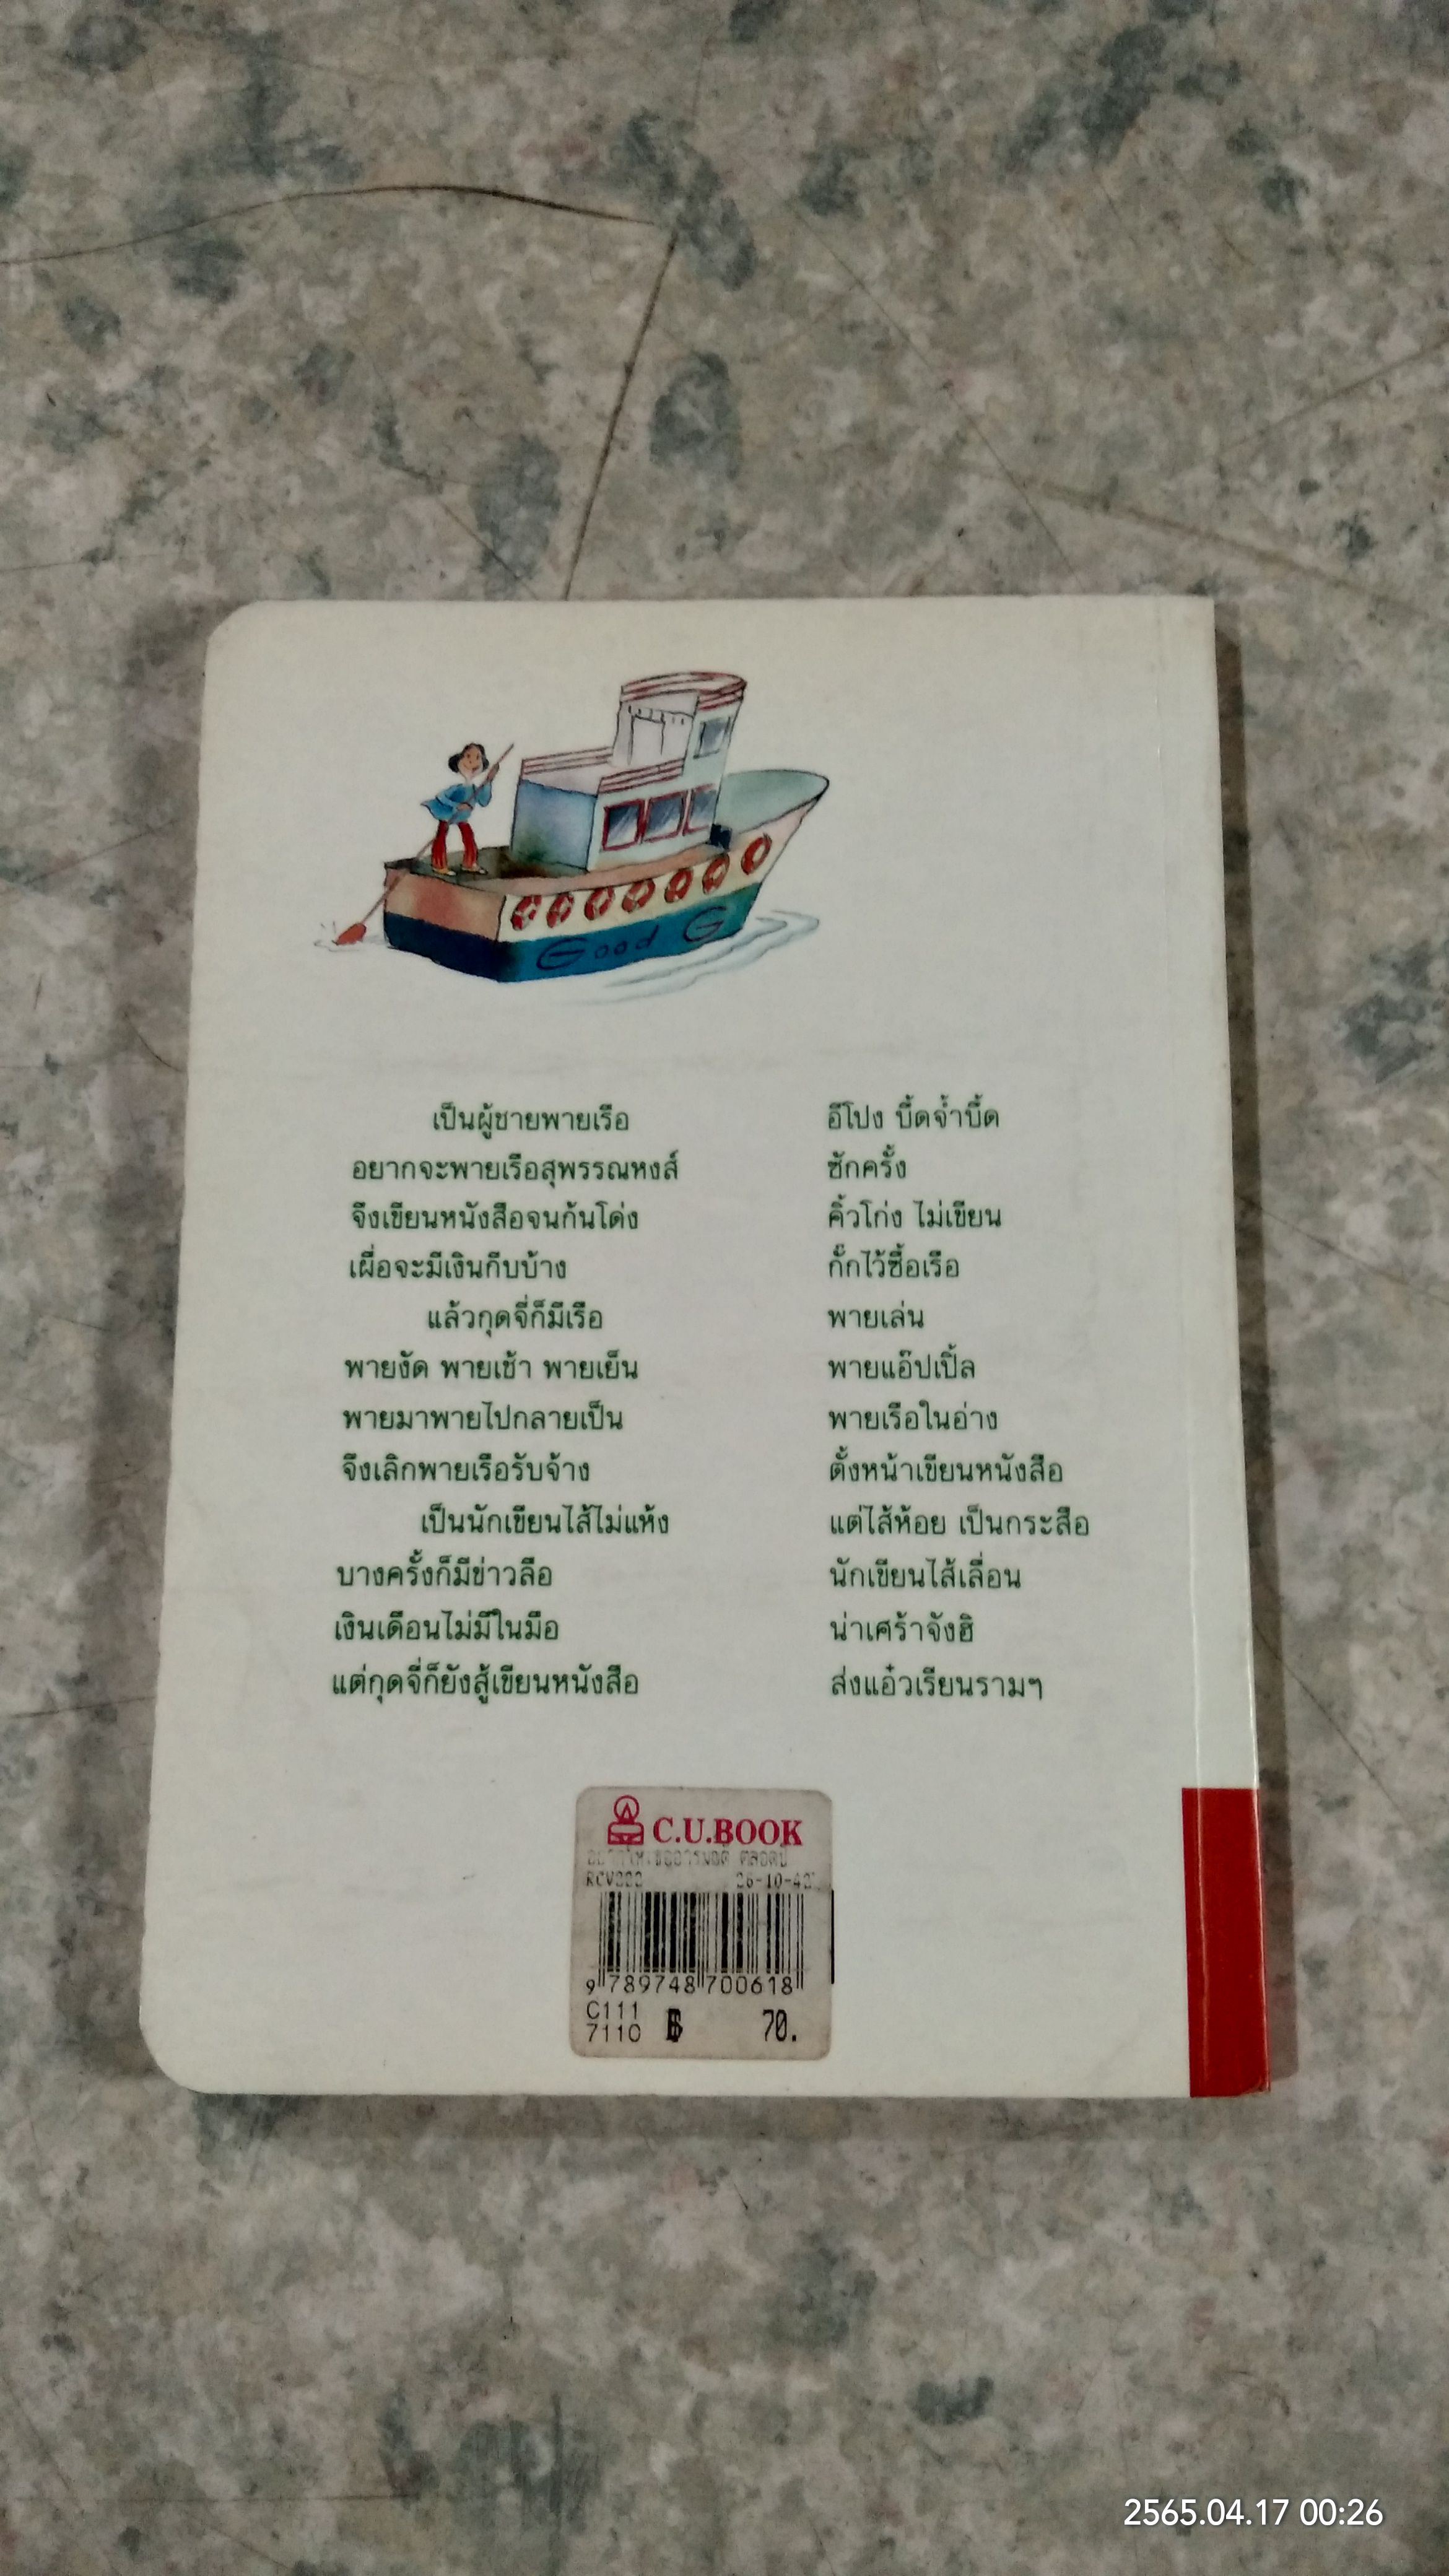 Good G
เป็นผู้ชายพายเรือ อีโปง บื้ดจ้ำบื้ด
อยากจะพายเรือสุพรรณหงส์ ซักครั้ง
จึงเขียนหนังสือจนก้นโด่ง คิ้วโก่ง ไม่เขียน
เผื่อจะมีเงินกีบบ้าง กั๊กไว้ซื้อเรือ
แล้วกุดจี่ก็มีเรือ พายเล่น
พายงัด พายเช้า พายเย็น พายแอ๊ปเปิ้ล
พายมาพายไปกลายเป็น พายเรือในอ่าง
จึงเลิกพายเรือรับจ้าง ตั้งหน้าเขียนหนังสือ
เป็นนักเขียนไส้ไม่แห้ง แต่ไส้ห้อย เป็นกระสือ
บางครั้งก็มีข่าวลือ นักเขียนไส้เลื่อน
เงินเดือนไม่มีในมือ น่าเศร้าจังฮิ
แต่กุดจี่ก็ยังสู้เขียนหนังสือ ส่งแอ๋วเรียนรามฯ
C.U.BOOK
26-10-42
9 789748 700618
C111
7110 ฿ 70.
2565.04.17 00:26